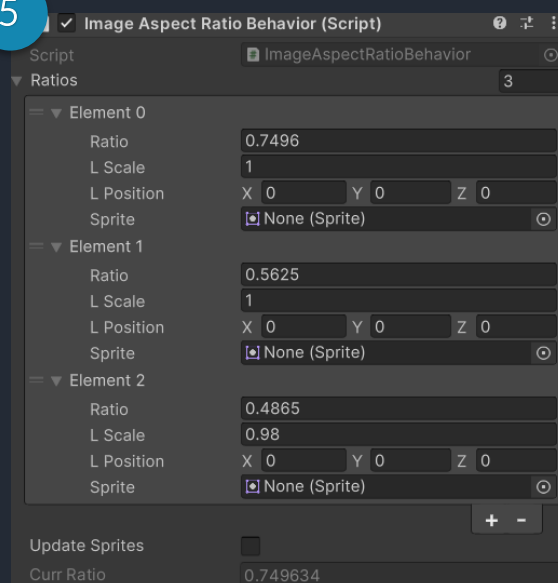 5
Image Aspect Ratio Behavior (Script)
Script ImageAspectRatioBehavior
Ratios 3
Element 0
Ratio 0.7496
L Scale 1
L Position X 0 Y 0 Z 0
Sprite None (Sprite)
Element 1
Ratio 0.5625
L Scale 1
L Position X 0 Y 0 Z 0
Sprite None (Sprite)
Element 2
Ratio 0.4865
L Scale 0.98
L Position X 0 Y 0 Z 0
Sprite None (Sprite)
+ -
Update Sprites
Curr Ratio 0.749634